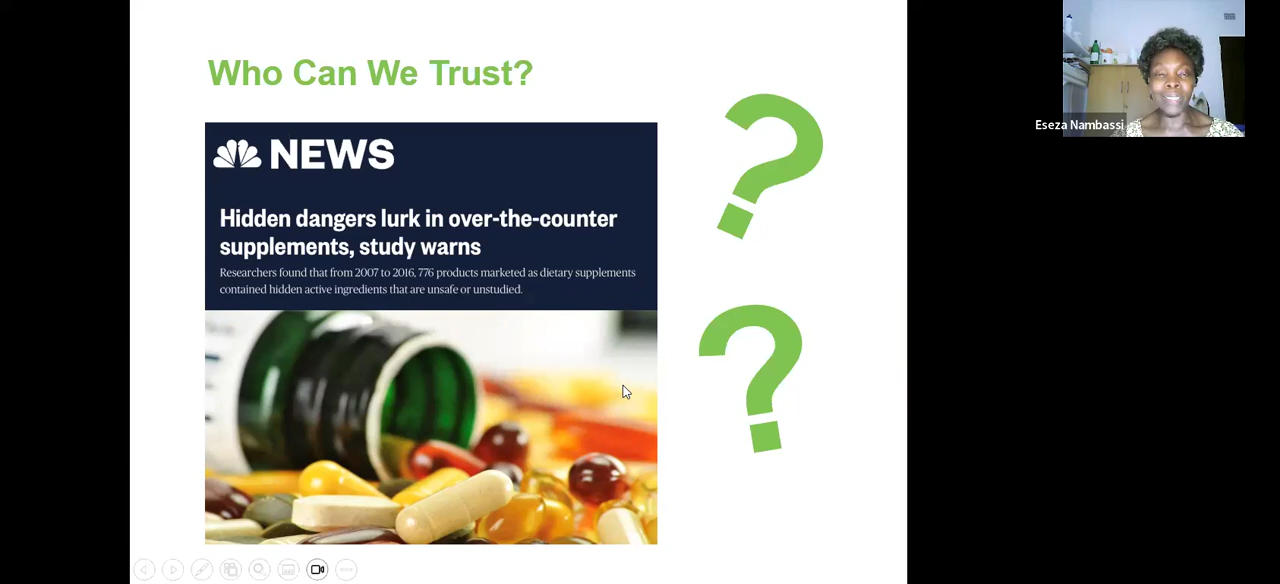 Who Can We Trust?
NEWS
Hidden dangers lurk in over-the-counter
supplements, study warns
Researchers found that from 2007 to 2016, 776 products marketed as dietary supplements
contained hidden active ingredients that are unsafe or unstudied.
?
?
Eseza Nambassi